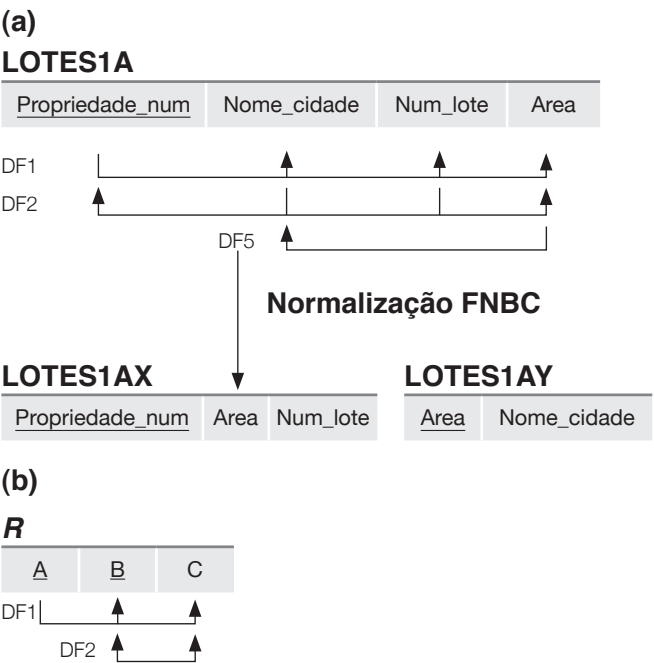 (a)
LOTES1A
Propriedade_num Nome_cidade Num_lote Area
DF1
DF2
DF5
Normalização FNBC
LOTES1AX LOTES1AY
Propriedade_num Area Num_lote Area Nome_cidade
(b)
R
A B C
DF1
DF2